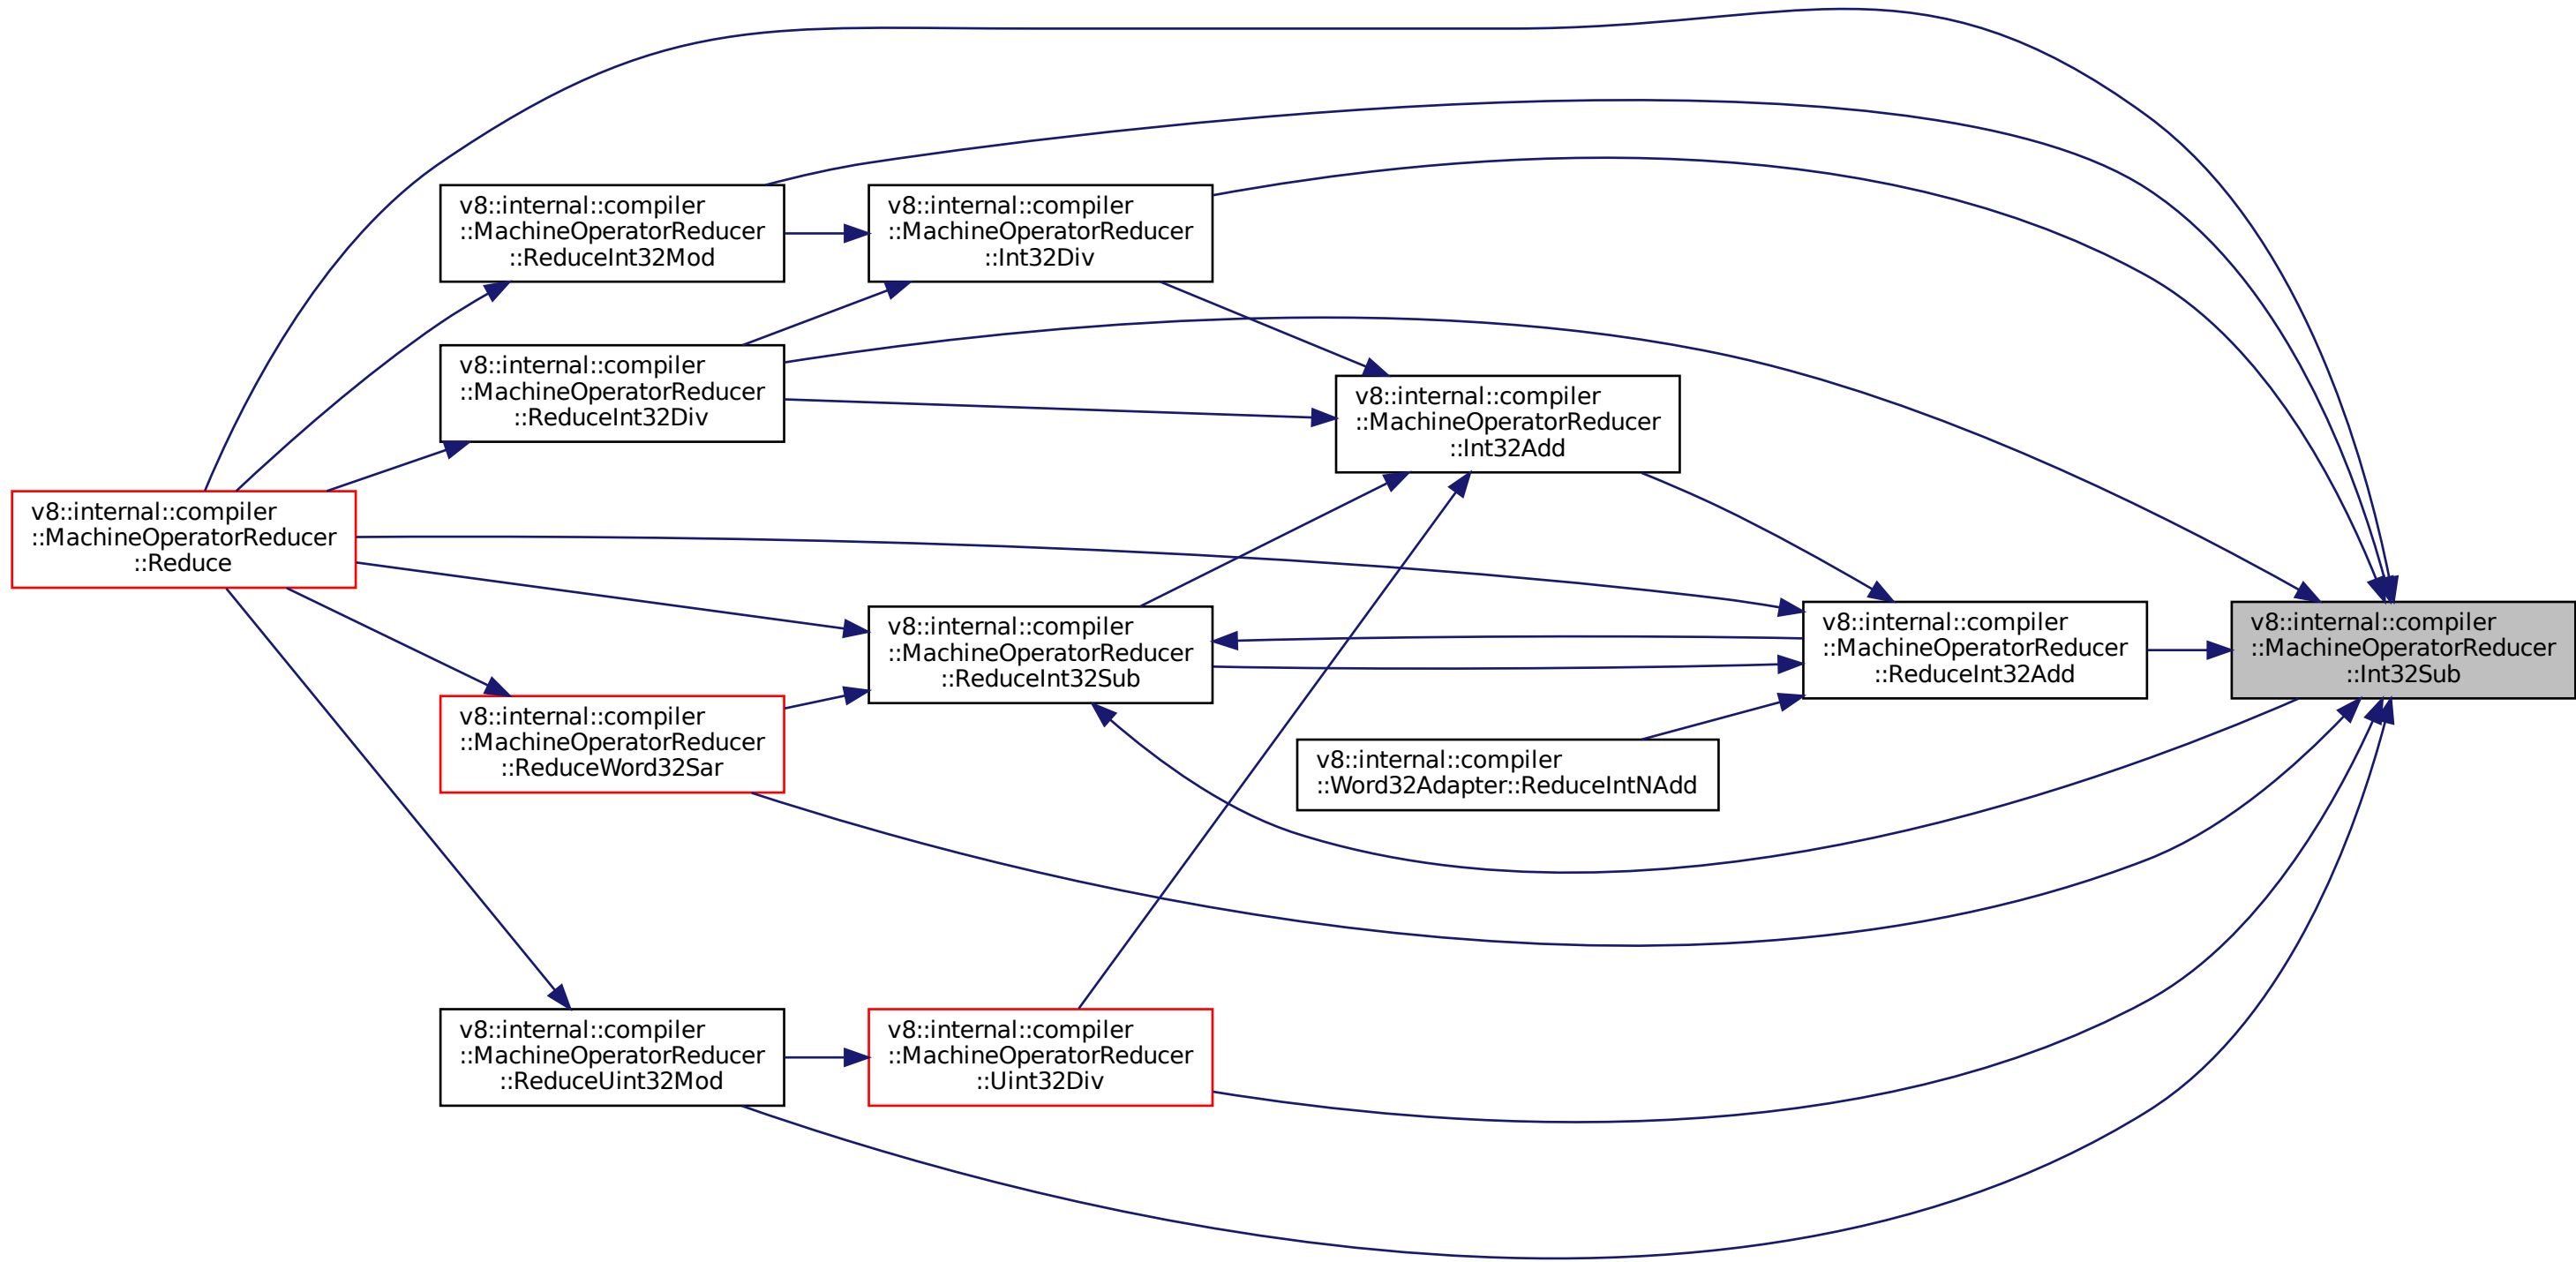 v8::internal::compiler
::MachineOperatorReducer
::ReduceInt32Mod
v8::internal::compiler
::MachineOperatorReducer
::Int32Div
v8::internal::compiler
::MachineOperatorReducer
::ReduceInt32Div
v8::internal::compiler
::MachineOperatorReducer
::Int32Add
v8::internal::compiler
::MachineOperatorReducer
::Reduce
v8::internal::compiler
::MachineOperatorReducer
::ReduceInt32Sub
v8::internal::compiler
::MachineOperatorReducer
::ReduceInt32Add
v8::internal::compiler
::MachineOperatorReducer
::Int32Sub
v8::internal::compiler
::MachineOperatorReducer
::ReduceWord32Sar
v8::internal::compiler
::Word32Adapter::ReduceIntNAdd
v8::internal::compiler
::MachineOperatorReducer
::ReduceUint32Mod
v8::internal::compiler
::MachineOperatorReducer
::Uint32Div